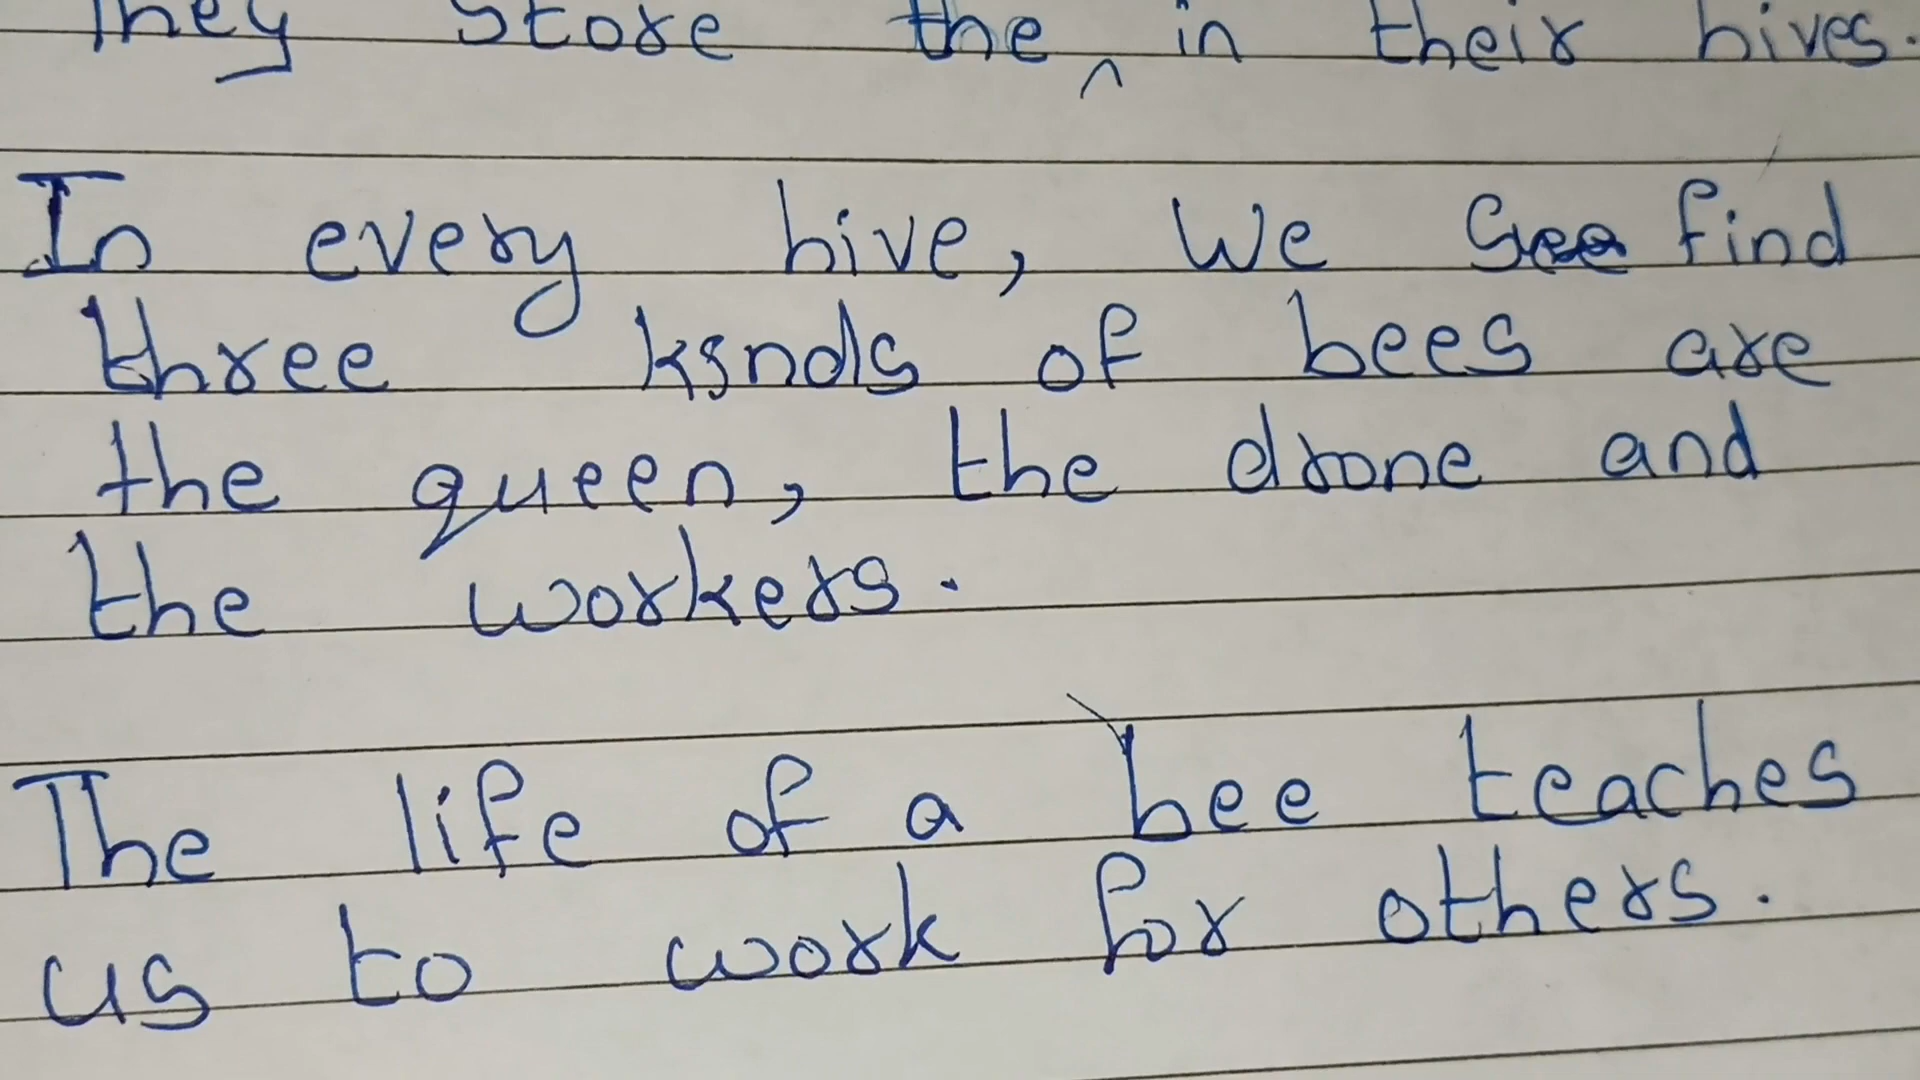 They store the ^ in their hives.
In every hive, We See find
three ksnds of bees are
the queen, the drone and
the workers.
The life of a bee teaches
us to work for others.